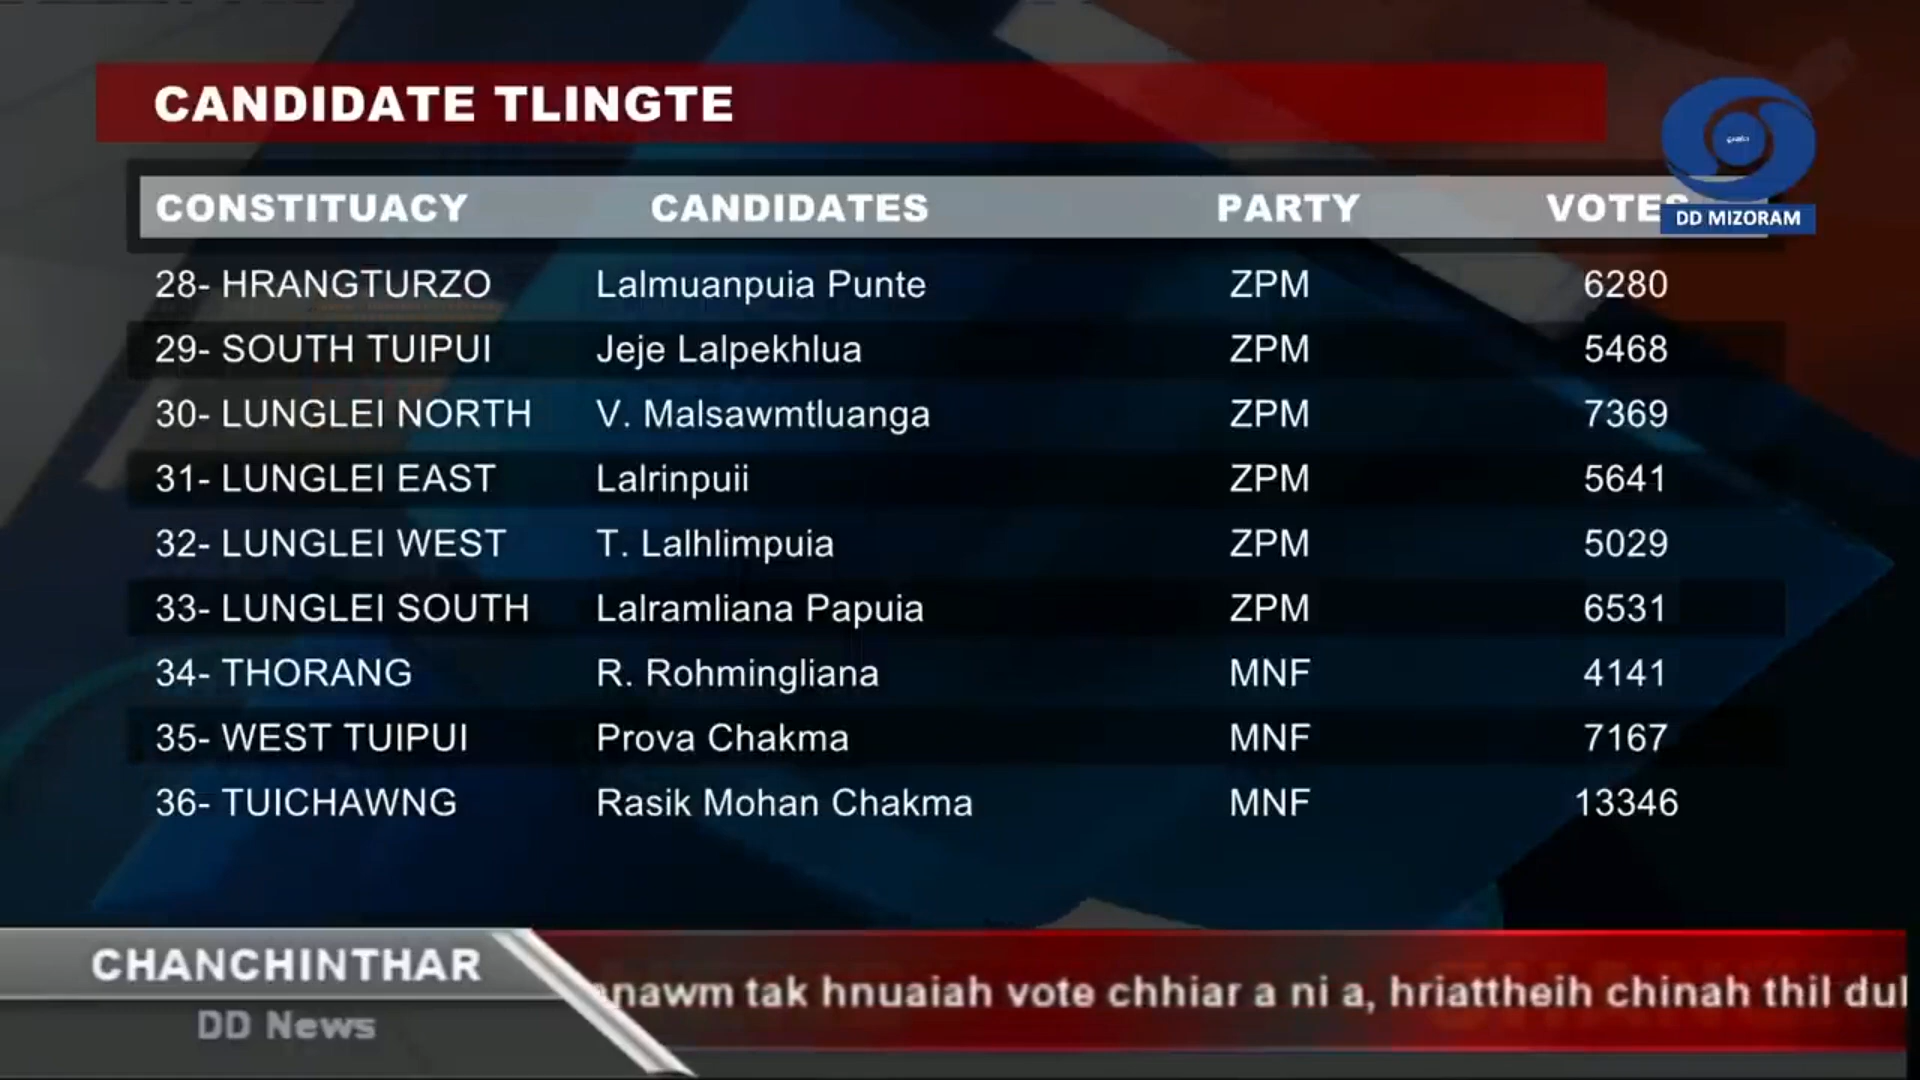 CANDIDATE TLINGTE
CONSTITUACY CANDIDATES PARTY VOTES
DD MIZORAM
28- HRANGTURZO Lalmuanpuia Punte ZPM 6280
29- SOUTH TUIPUI Jeje Lalpekhlua ZPM 5468
30- LUNGLEI NORTH V. Malsawmtluanga ZPM 7369
31- LUNGLEI EAST Lalrinpuii ZPM 5641
32- LUNGLEI WEST T. Lalhlimpuia ZPM 5029
33- LUNGLEI SOUTH Lalramliana Papuia ZPM 6531
34- THORANG R. Rohmingliana MNF 4141
35- WEST TUIPUI Prova Chakma MNF 7167
36- TUICHAWNG Rasik Mohan Chakma MNF 13346
CHANCHINTHAR
tak hnuaiah vote chhiar a ni a, hriattheih chinah thil
DD News